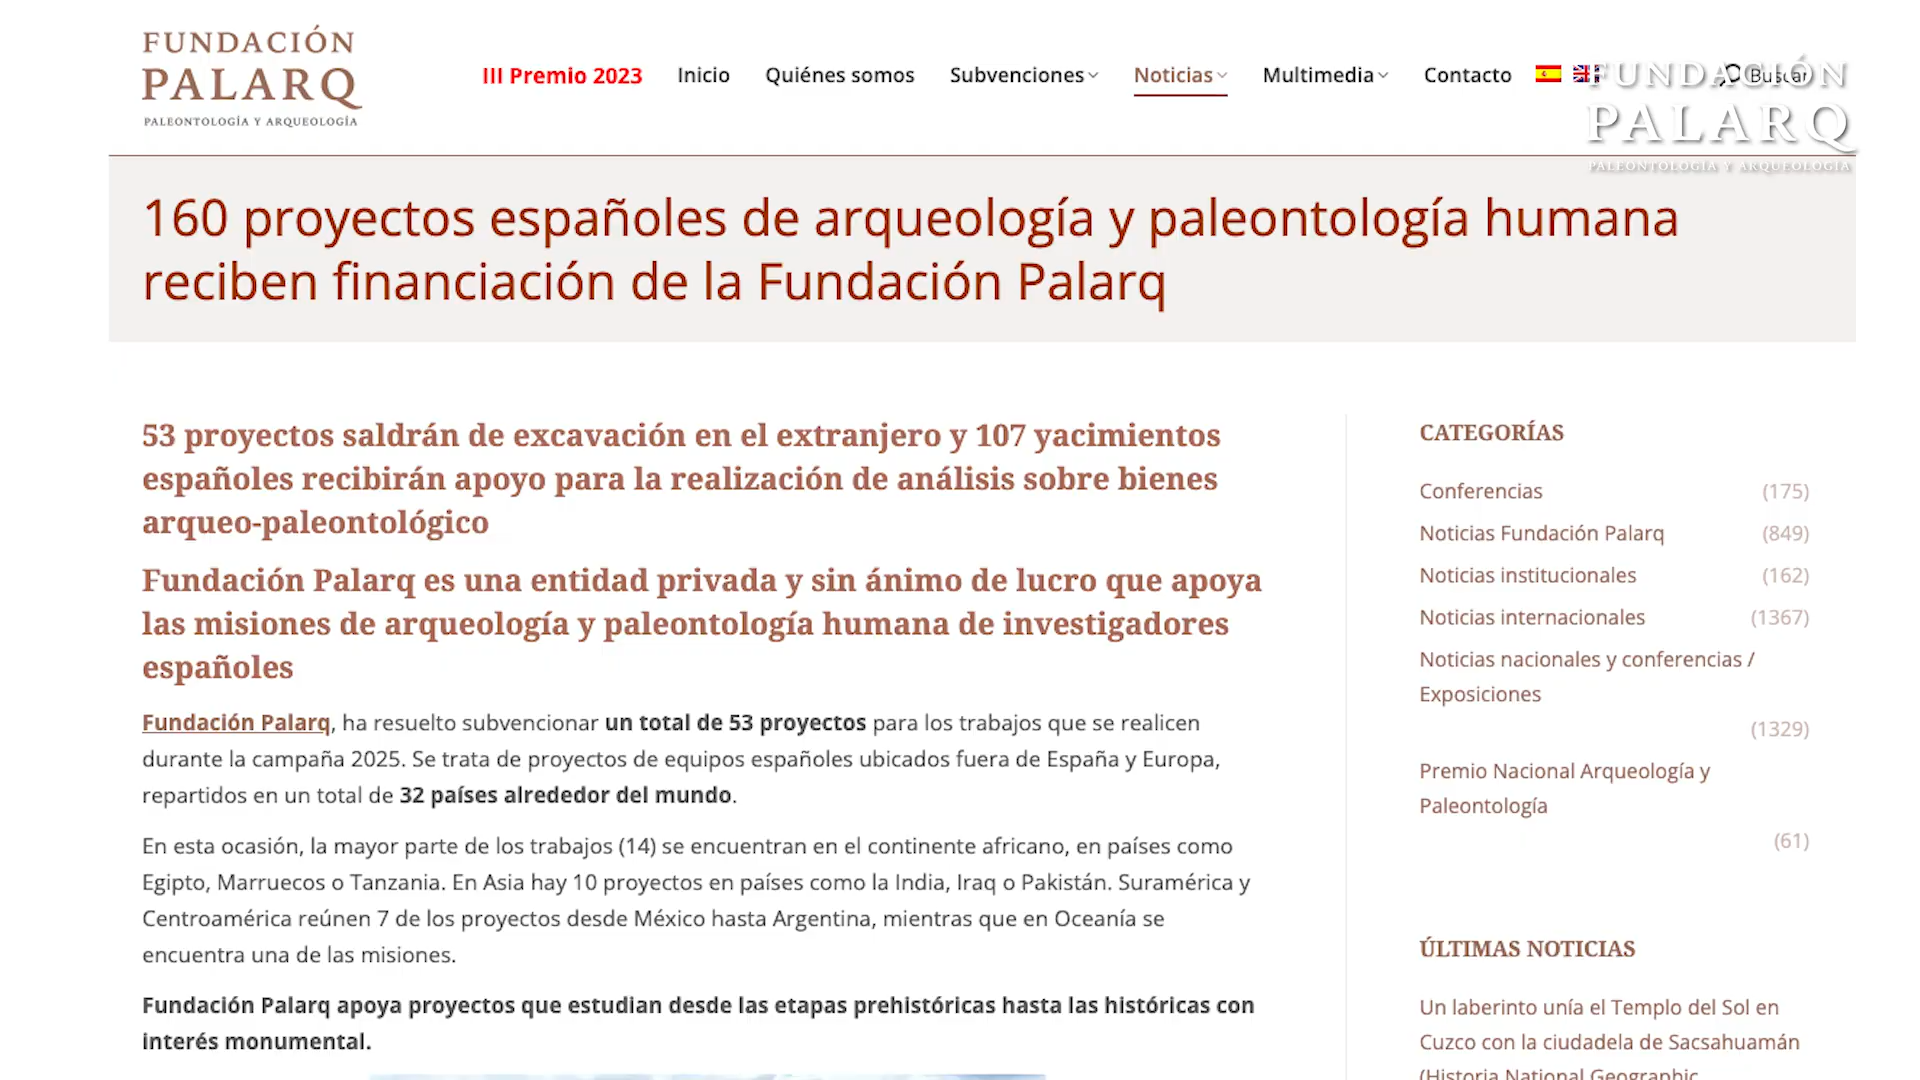 FUNDACIÓN
PALARQ
PALEONTOLOGÍA Y ARQUEOLOGÍA
III Premio 2023
Inicio
Quiénes somos
Subvenciones
Noticias
Multimedia
Contacto
Buscar
FUNDACIÓN
PALARQ
PALEONTOLOGÍA Y ARQUEOLOGÍA
160 proyectos españoles de arqueología y paleontología humana
reciben financiación de la Fundación Palarq
53 proyectos saldrán de excavación en el extranjero y 107 yacimientos
españoles recibirán apoyo para la realización de análisis sobre bienes
arqueo-paleontológico
Fundación Palarq es una entidad privada y sin ánimo de lucro que apoya
las misiones de arqueología y paleontología humana de investigadores
españoles
Fundación Palarq, ha resuelto subvencionar un total de 53 proyectos para los trabajos que se realicen
durante la campaña 2025. Se trata de proyectos de equipos españoles ubicados fuera de España y Europa,
repartidos en un total de 32 países alrededor del mundo.
En esta ocasión, la mayor parte de los trabajos (14) se encuentran en el continente africano, en países como
Egipto, Marruecos o Tanzania. En Asia hay 10 proyectos en países como la India, Iraq o Pakistán. Suramérica y
Centroamérica reúnen 7 de los proyectos desde México hasta Argentina, mientras que en Oceanía se
encuentra una de las misiones.
Fundación Palarq apoya proyectos que estudian desde las etapas prehistóricas hasta las históricas con
interés monumental.
CATEGORÍAS
Conferencias (175)
Noticias Fundación Palarq (849)
Noticias institucionales (162)
Noticias internacionales (1367)
Noticias nacionales y conferencias /
Exposiciones
(1329)
Premio Nacional Arqueología y
Paleontología
(61)
ÚLTIMAS NOTICIAS
Un laberinto unía el Templo del Sol en
Cuzco con la ciudadela de Sacsahuamán
(Historia National Geographic